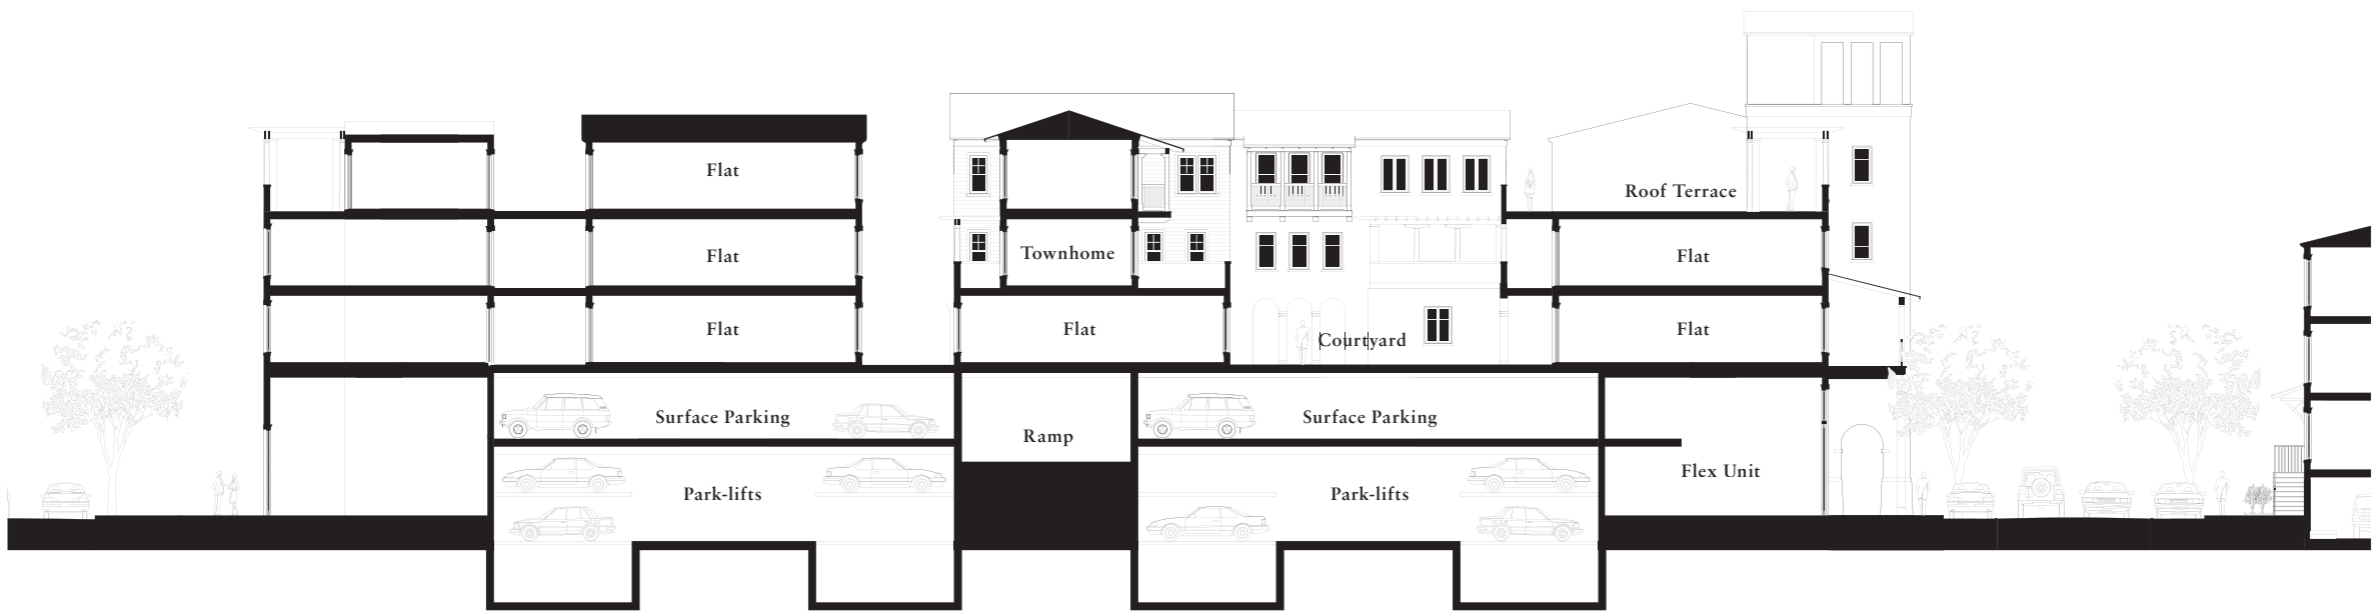 Flat
Roof Terrace
Flat
Townhome
Flat
Flat
Flat
Courtyard
Flat
Surface Parking
Surface Parking
Ramp
Park-lifts
Park-lifts
Flex Unit